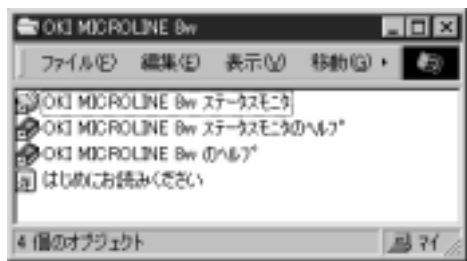 OKI MICROLINE 8w
ファイル(F) 編集(E) 表示(V) 移動(G)
OKI MICROLINE 8w ステータスモニタ
OKI MICROLINE 8w ステータスモニタのヘルプ
OKI MICROLINE 8w のヘルプ
はじめにお読みください
4 個のオブジェクト
マイ